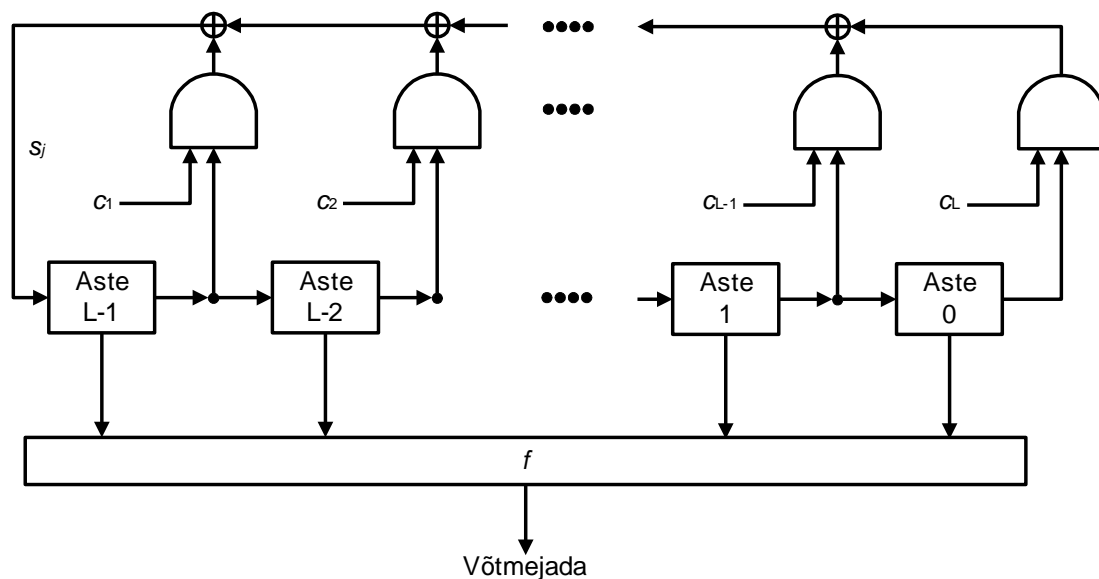 sj
c1
c2
cL-1
cL
Aste
L-1
Aste
L-2
Aste
1
Aste
0
f
Võtmejada